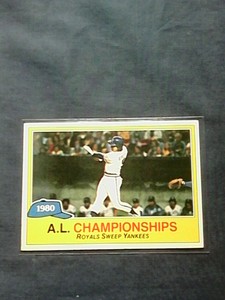 1980
A.L. CHAMPIONSHIPS
ROYALS SWEEP YANKEES